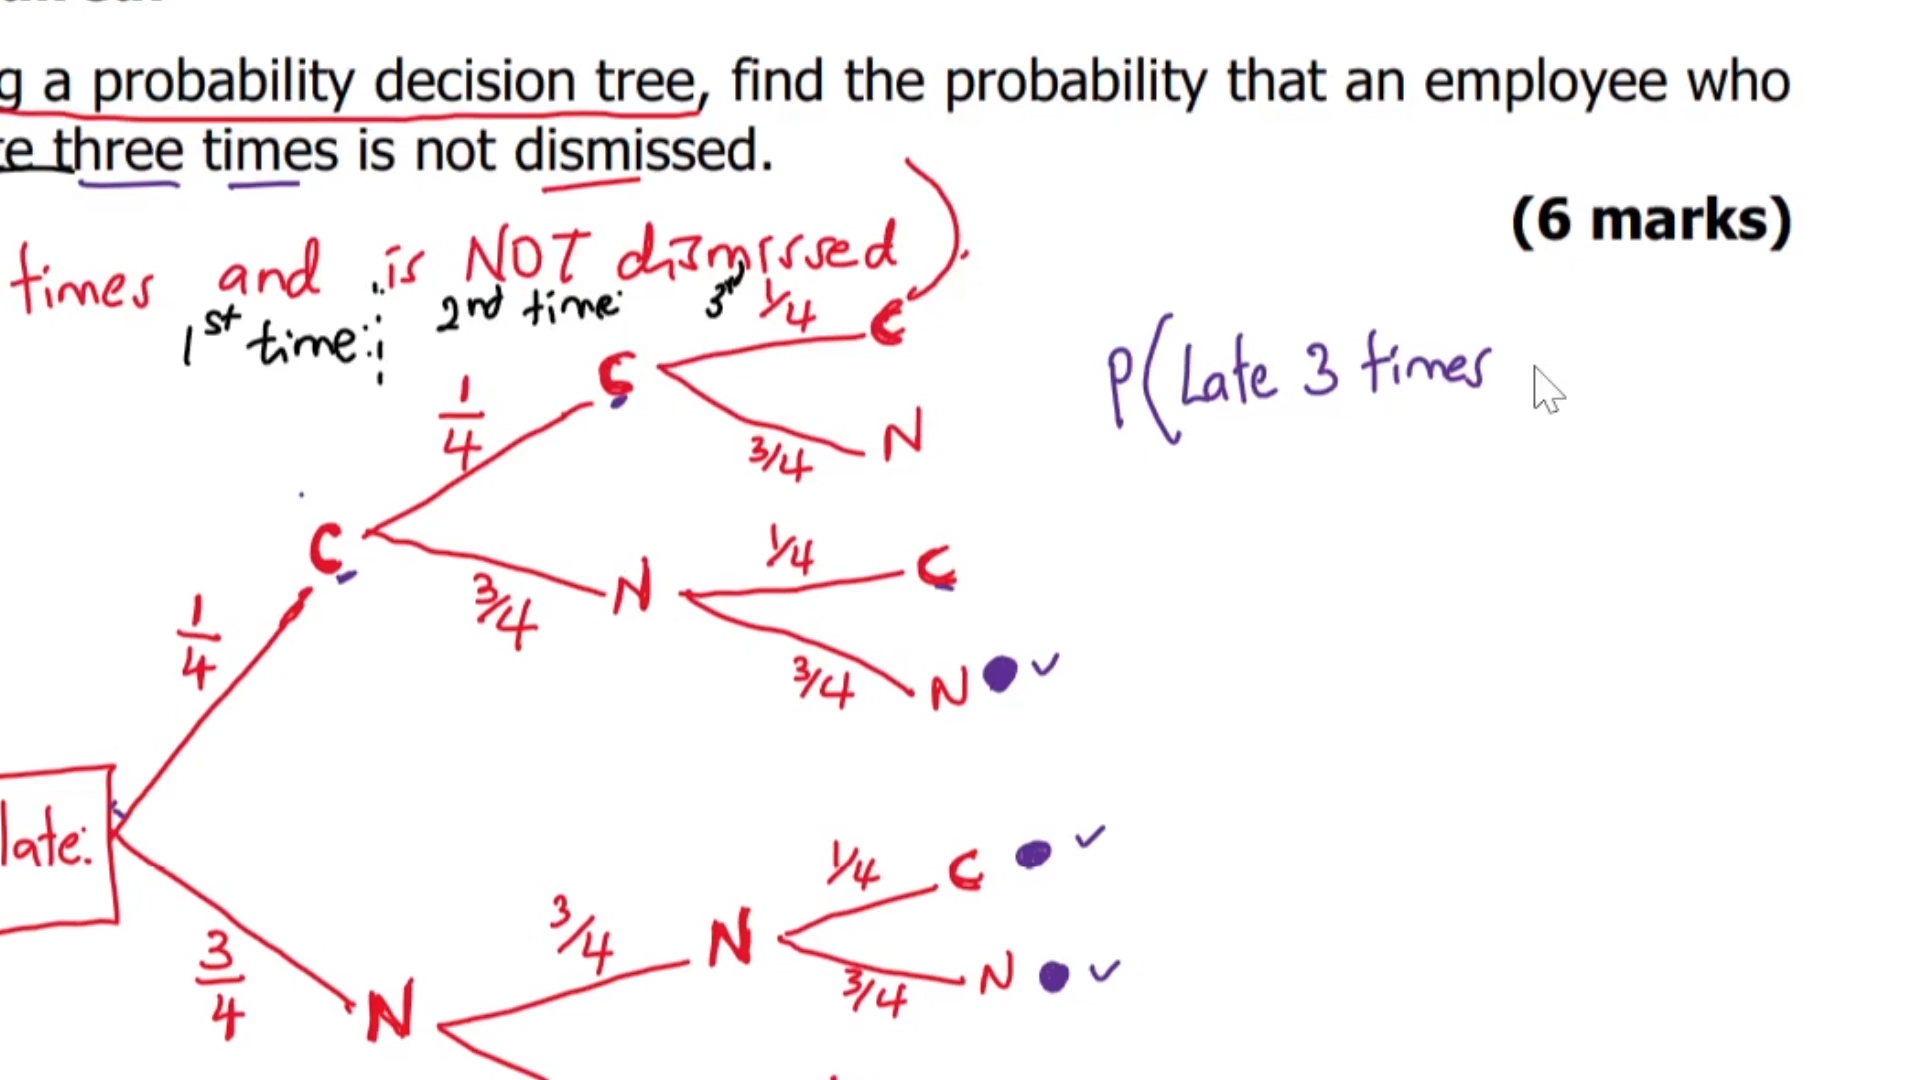 g a probability decision tree, find the probability that an employee who
te three times is not dismissed.
(6 marks)
times and is NOT dismissed
1st time 2nd time 3rd
1/4 C
P(Late 3 times
1/4 C
3/4 N
1/4 C
C
3/4 N
1/4
3/4 N
late.
1/4 C
3/4 N
3/4 N
3/4 N